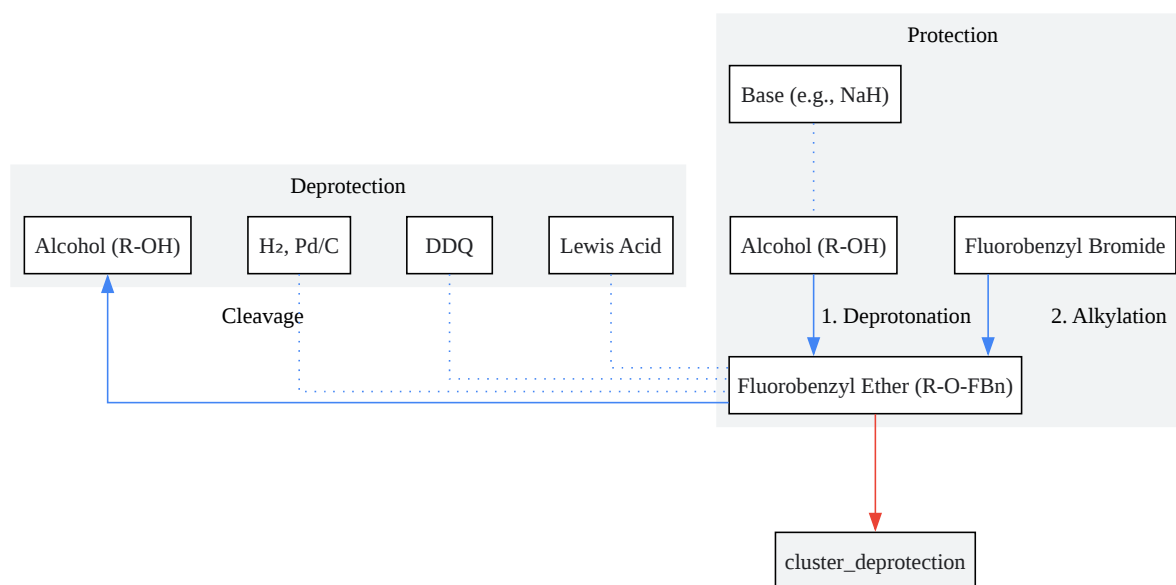 Protection
Base (e.g., NaH)
Deprotection
Alcohol (R-OH)
H₂, Pd/C
DDQ
Lewis Acid
Alcohol (R-OH)
Fluorobenzyl Bromide
Cleavage
1. Deprotonation
2. Alkylation
Fluorobenzyl Ether (R-O-FBn)
cluster_deprotection